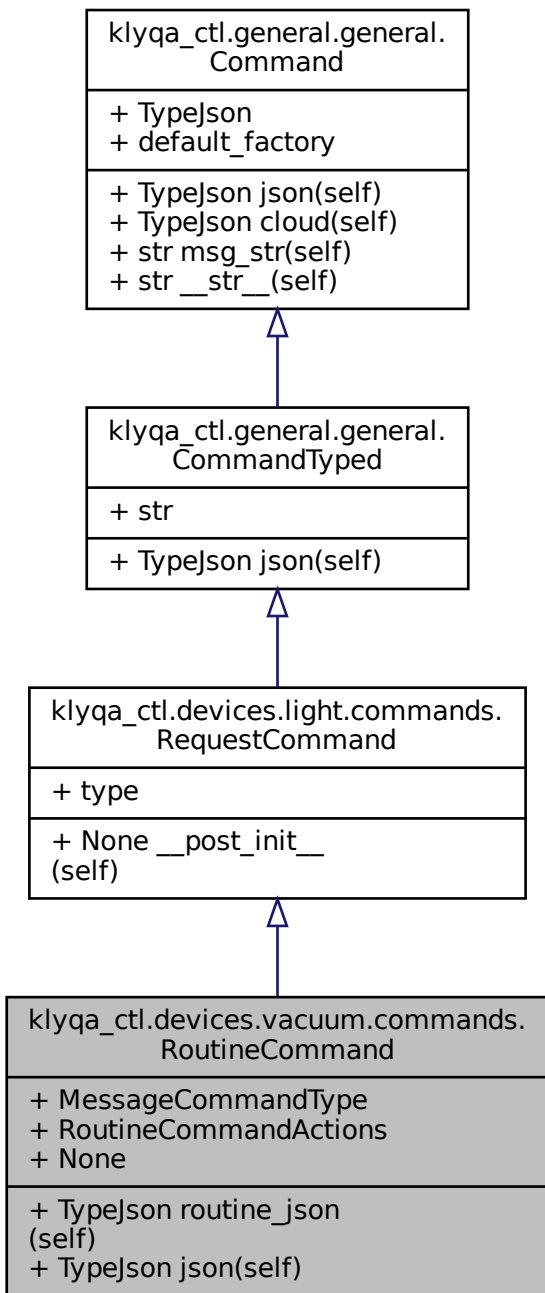 klyqa_ctl.general.general.
Command
+ TypeJson
+ default_factory
+ TypeJson json(self)
+ TypeJson cloud(self)
+ str msg_str(self)
+ str __str__(self)
klyqa_ctl.general.general.
CommandTyped
+ str
+ TypeJson json(self)
klyqa_ctl.devices.light.commands.
RequestCommand
+ type
+ None __post_init__
(self)
klyqa_ctl.devices.vacuum.commands.
RoutineCommand
+ MessageCommandType
+ RoutineCommandActions
+ None
+ TypeJson routine_json
(self)
+ TypeJson json(self)